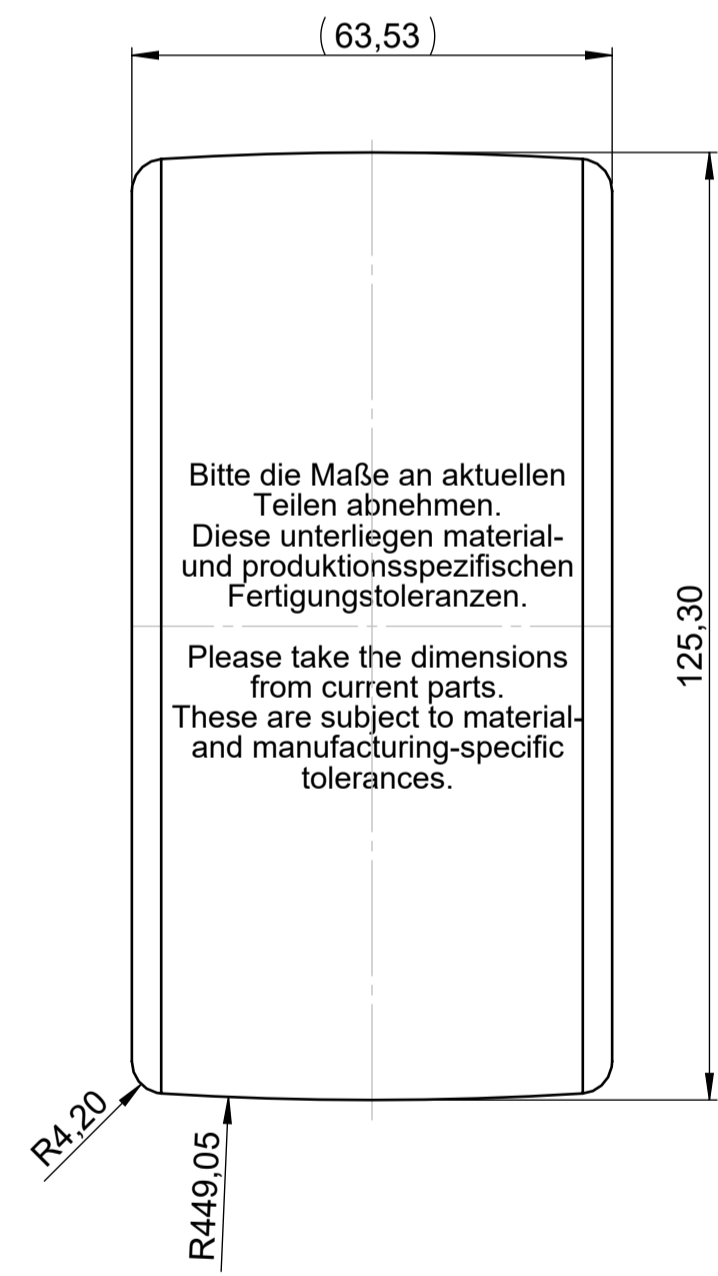 (63,53)
Bitte die Maße an aktuellen
Teilen abnehmen.
Diese unterliegen material-
und produktionsspezifischen
Fertigungstoleranzen.
Please take the dimensions
from current parts.
These are subject to material-
and manufacturing-specific
tolerances.
125,30
R4,20
R449,05